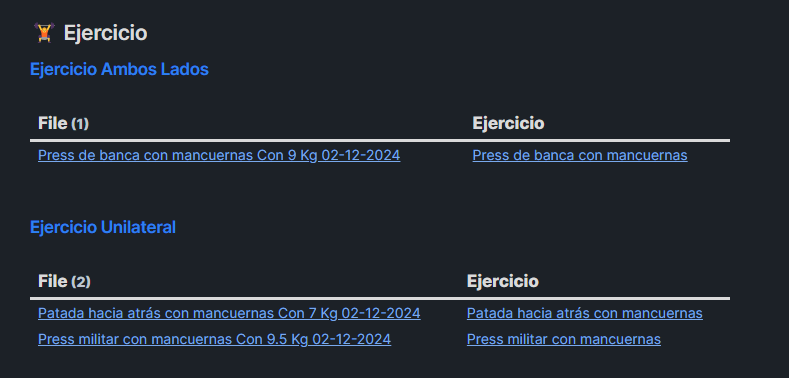 Ejercicio
Ejercicio Ambos Lados
File (1) Ejercicio
Press de banca con mancuernas Con 9 Kg 02-12-2024 Press de banca con mancuernas
Ejercicio Unilateral
File (2) Ejercicio
Patada hacia atrás con mancuernas Con 7 Kg 02-12-2024 Patada hacia atrás con mancuernas
Press militar con mancuernas Con 9.5 Kg 02-12-2024 Press militar con mancuernas